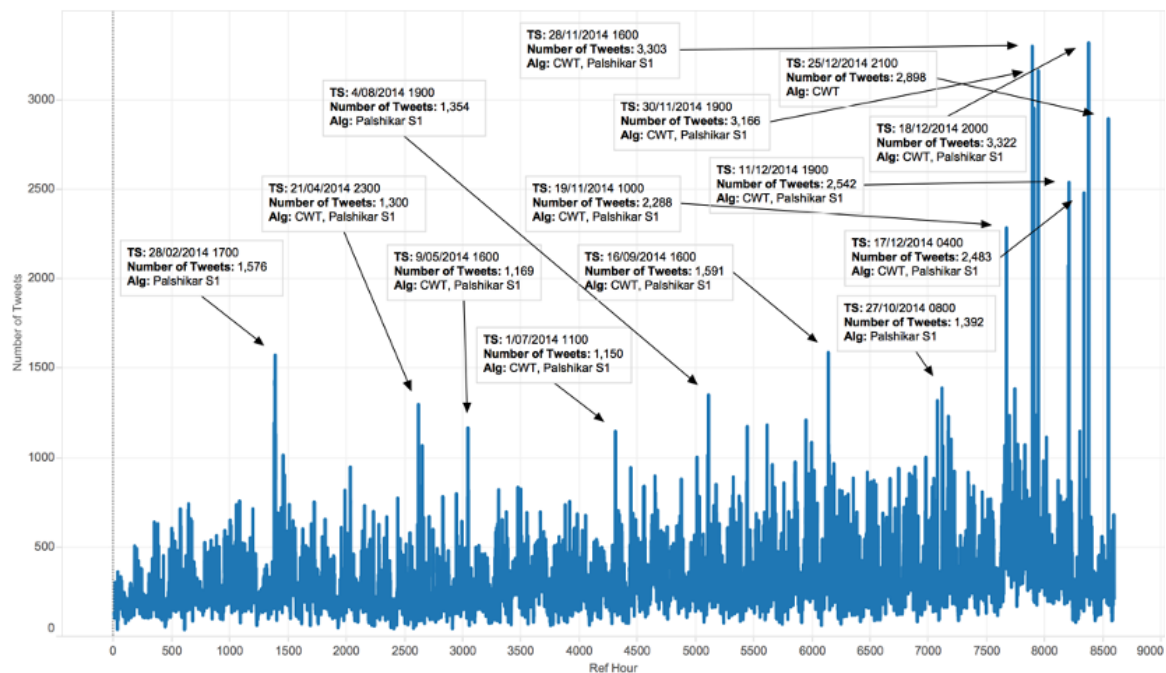 TS: 28/11/2014 1600
Number of Tweets: 3,303
Alg: CWT, Palshikar S1
TS: 25/12/2014 2100
Number of Tweets: 2,898
Alg: CWT
TS: 4/08/2014 1900
Number of Tweets: 1,354
Alg: Palshikar S1
TS: 30/11/2014 1900
Number of Tweets: 3,166
Alg: CWT, Palshikar S1
TS: 18/12/2014 2000
Number of Tweets: 3,322
Alg: CWT, Palshikar S1
TS: 11/12/2014 1900
Number of Tweets: 2,542
Alg: CWT, Palshikar S1
TS: 21/04/2014 2300
Number of Tweets: 1,300
Alg: CWT, Palshikar S1
TS: 19/11/2014 1000
Number of Tweets: 2,288
Alg: CWT, Palshikar S1
TS: 17/12/2014 0400
Number of Tweets: 2,483
Alg: CWT, Palshikar S1
TS: 28/02/2014 1700
Number of Tweets: 1,576
Alg: Palshikar S1
TS: 9/05/2014 1600
Number of Tweets: 1,169
Alg: CWT, Palshikar S1
TS: 16/09/2014 1600
Number of Tweets: 1,591
Alg: CWT, Palshikar S1
TS: 27/10/2014 0800
Number of Tweets: 1,392
Alg: Palshikar S1
TS: 1/07/2014 1100
Number of Tweets: 1,150
Alg: CWT, Palshikar S1
Number of Tweets
3000
2500
2000
1500
1000
500
0
0 500 1000 1500 2000 2500 3000 3500 4000 4500 5000 5500 6000 6500 7000 7500 8000 8500 9000
Ref Hour